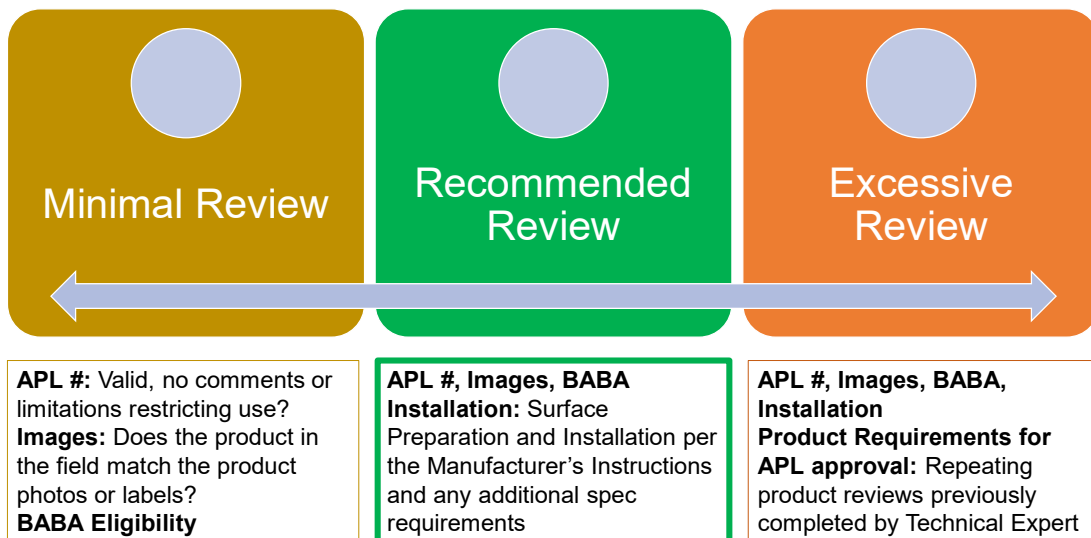 Minimal Review
Recommended
Review
Excessive
Review
APL #: Valid, no comments or
limitations restricting use?
Images: Does the product in
the field match the product
photos or labels?
BABA Eligibility
APL #, Images, BABA
Installation: Surface
Preparation and Installation per
the Manufacturer’s Instructions
and any additional spec
requirements
APL #, Images, BABA,
Installation
Product Requirements for
APL approval: Repeating
product reviews previously
completed by Technical Expert